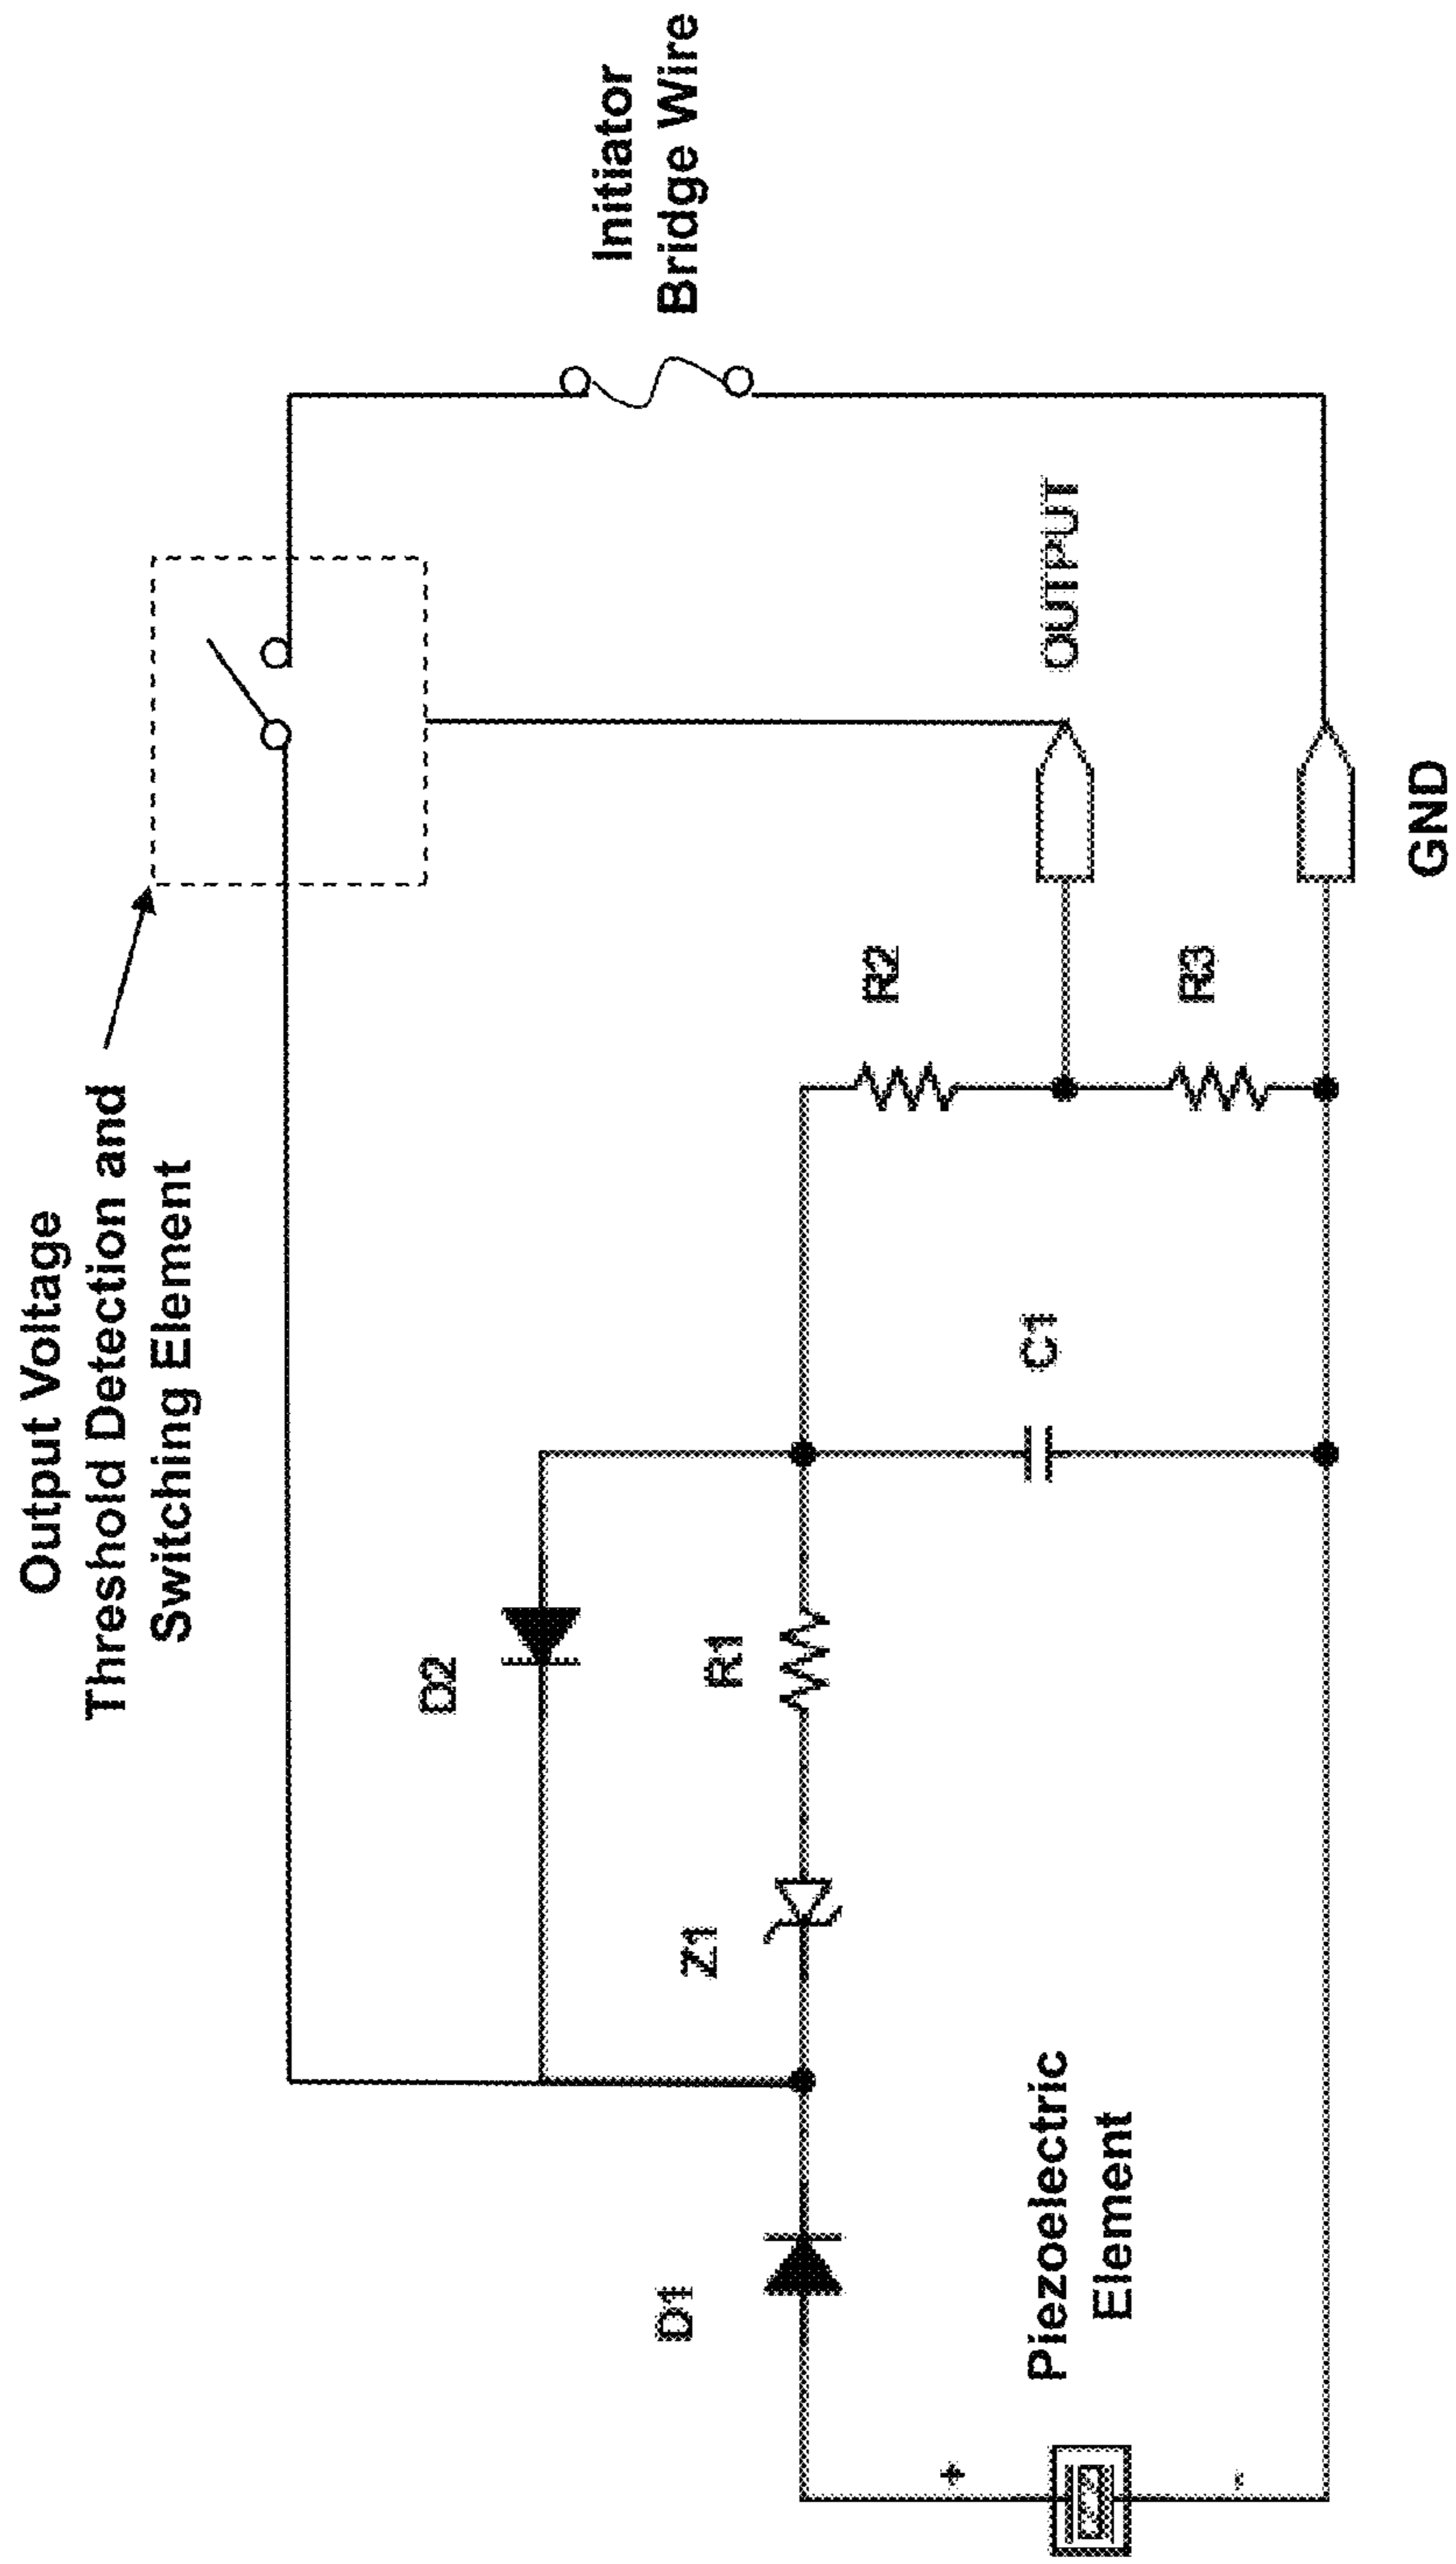 Output Voltage
Threshold Detection and
Switching Element
Initiator
Bridge Wire
D2
R1
Z1
D1
C1
R2
R3
OUTPUT
GND
Piezoelectric
Element
+
-